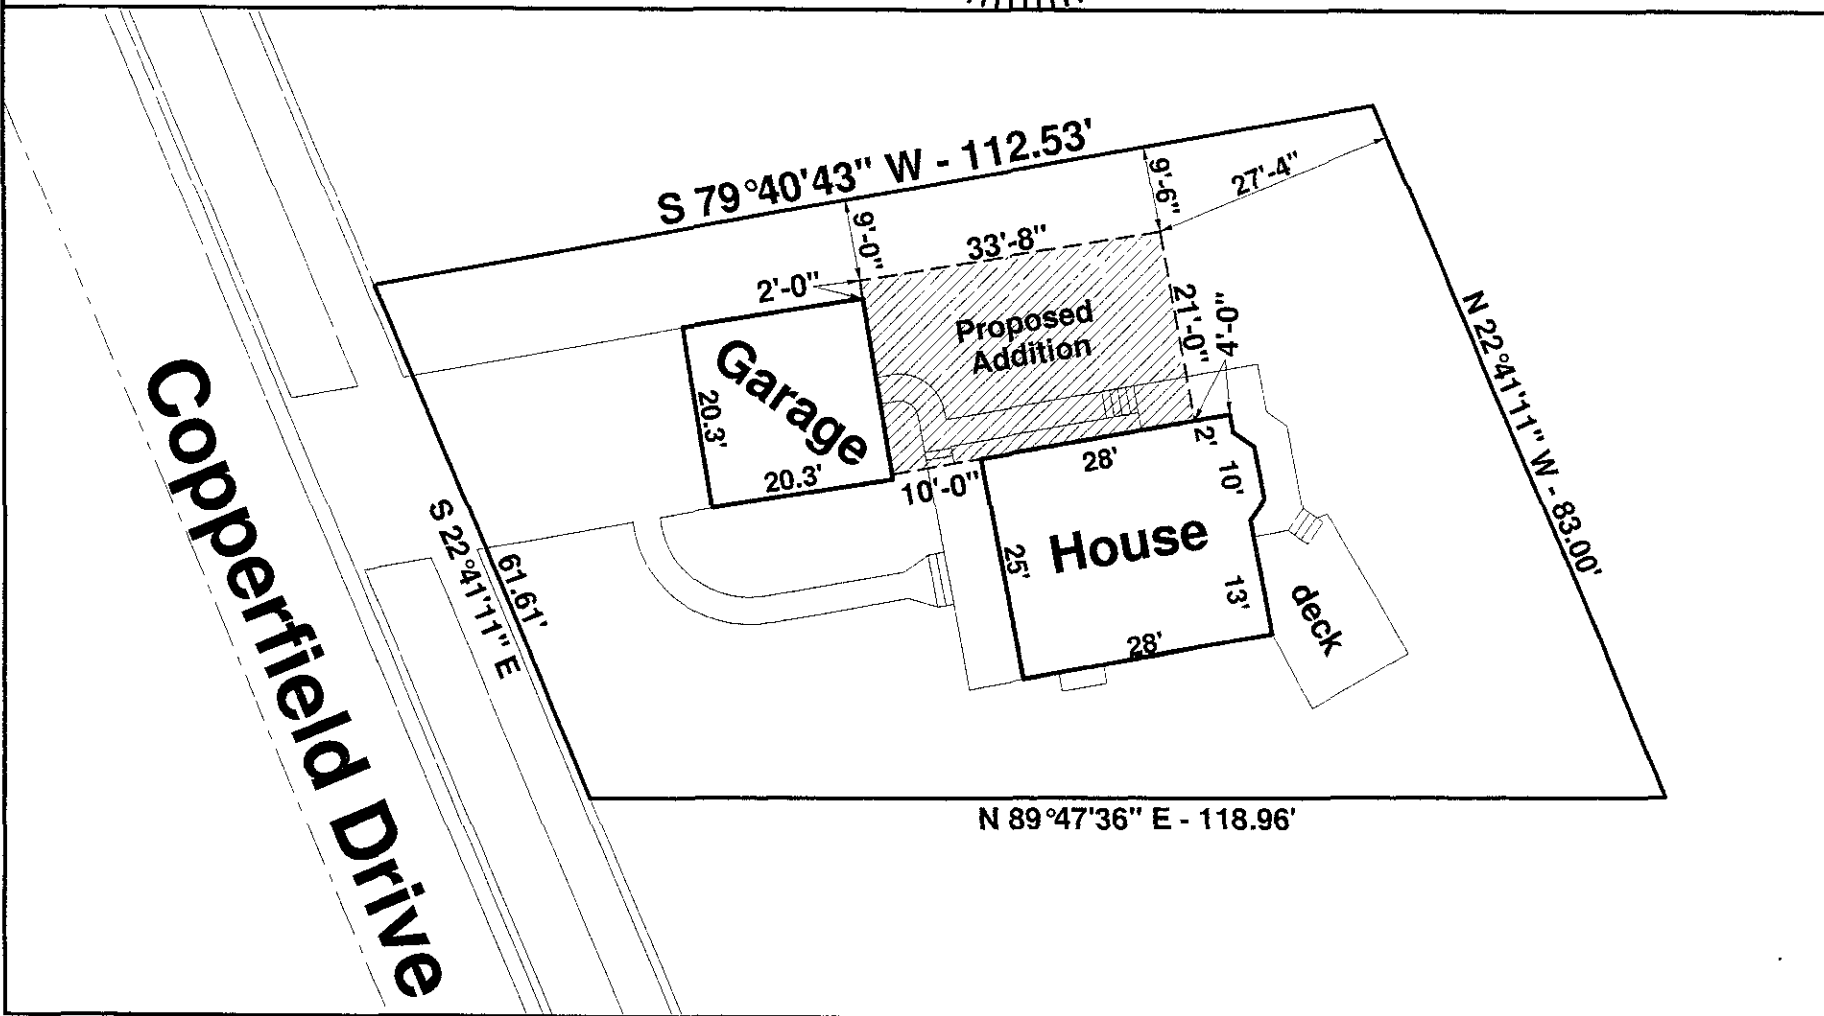 S 79°40'43" W - 112.53'
9'-6"
27'-4"
9'-0"
33'-8"
2'-0"
21'-0"
4'-0"
Proposed
Addition
Garage
20.3'
20.3'
10'-0"
28'
2'
10'
House
25'
13'
28'
deck
N 22°41'11" W - 83.00'
61.61'
S 22°41'11" E
N 89°47'36" E - 118.96'
Copperfield Drive